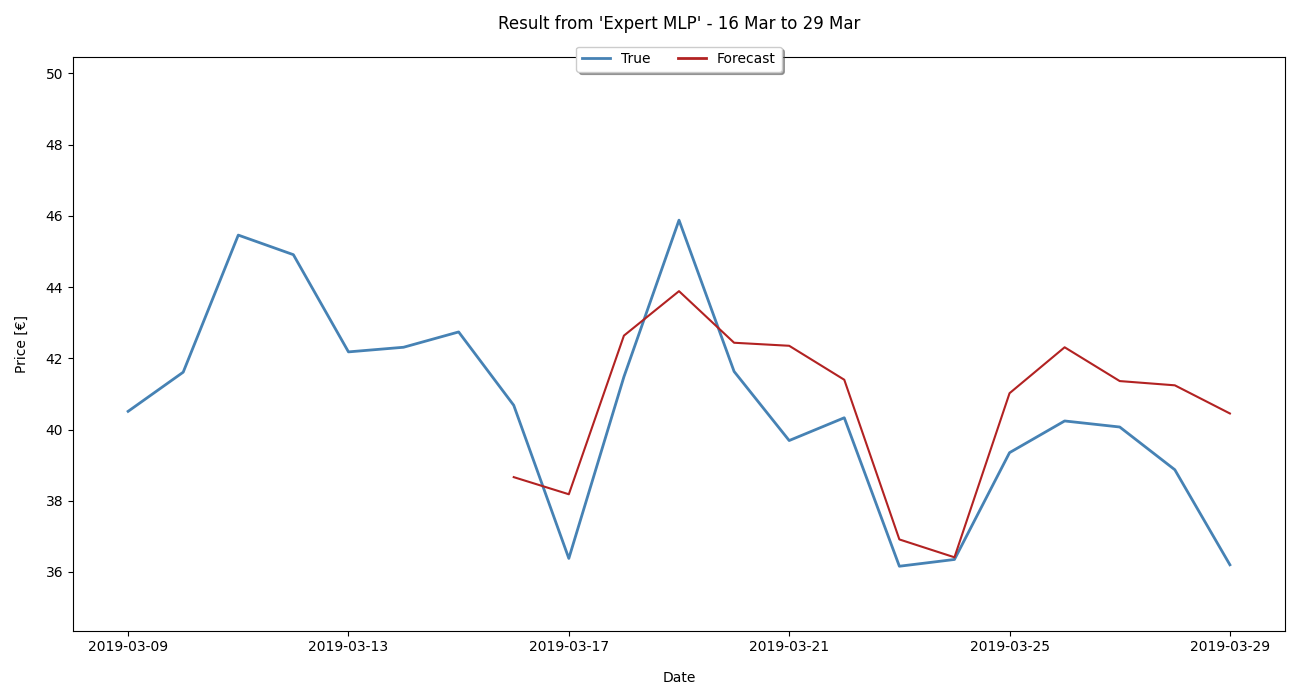 Result from 'Expert MLP' - 16 Mar to 29 Mar
True Forecast
Price [€]
50
48
46
44
42
40
38
36
2019-03-09 2019-03-13 2019-03-17 2019-03-21 2019-03-25 2019-03-29
Date